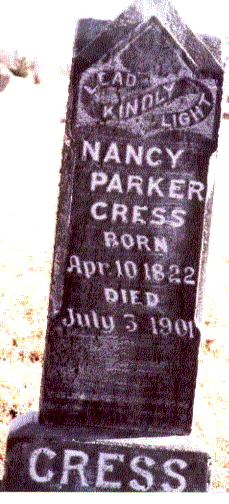 LEAD
KINDLY
LIGHT
NANCY
PARKER
CRESS
BORN
Apr. 10 1822
DIED
July 3 1901
CRESS